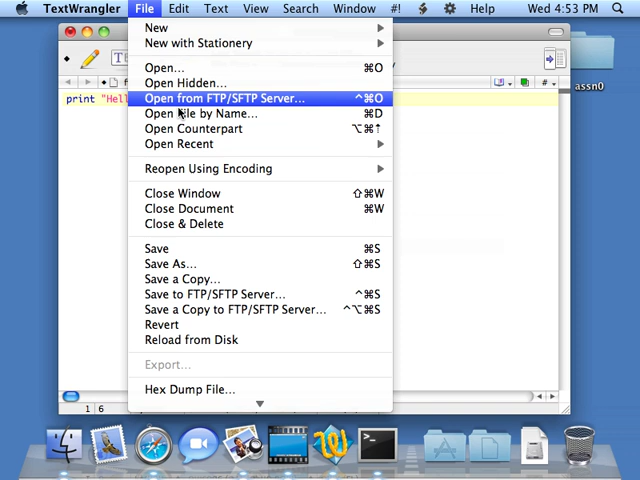 TextWrangler File Edit Text View Search Window #! Help Wed 4:53 PM
New
New with Stationery
Open... ⌘O
Open Hidden...
Open from FTP/SFTP Server... ^⌘O
Open File by Name... ⌘D
Open Counterpart ⌥⌘↑
Open Recent
Reopen Using Encoding
Close Window ⇧⌘W
Close Document ⌘W
Close & Delete
Save ⌘S
Save As... ⇧⌘S
Save a Copy...
Save to FTP/SFTP Server... ^⌘S
Save a Copy to FTP/SFTP Server... ^⌥⌘S
Revert
Reload from Disk
Export...
Hex Dump File...
print "Hel
#
1 6
assn0